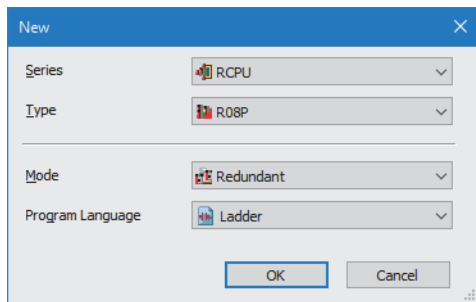 New
Series RCPU
Type R08P
Mode Redundant
Program Language Ladder
OK Cancel